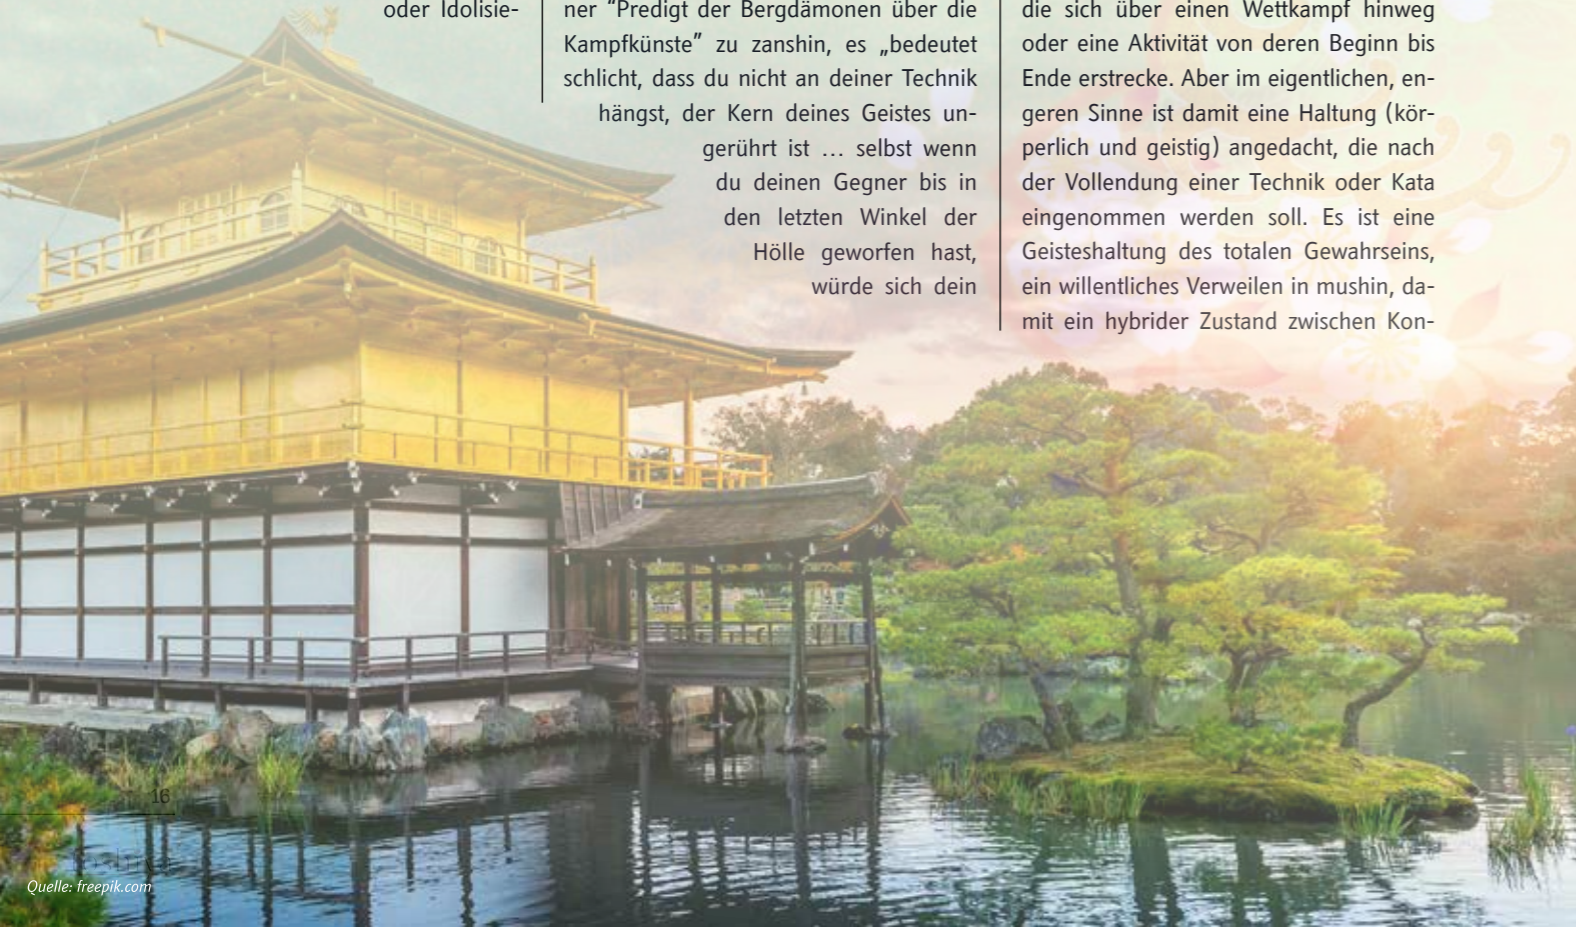 oder Idolisie-
ner “Predigt der Bergdämonen über die
Kampfkünste” zu zanshin, es „bedeutet
schlicht, dass du nicht an deiner Technik
hängst, der Kern deines Geistes un-
gerührt ist … selbst wenn
du deinen Gegner bis in
den letzten Winkel der
Hölle geworfen hast,
würde sich dein
die sich über einen Wettkampf hinweg
oder eine Aktivität von deren Beginn bis
Ende erstrecke. Aber im eigentlichen, en-
geren Sinne ist damit eine Haltung (kör-
perlich und geistig) angedacht, die nach
der Vollendung einer Technik oder Kata
eingenommen werden soll. Es ist eine
Geisteshaltung des totalen Gewahrseins,
ein willentliches Verweilen in mushin, da-
mit ein hybrider Zustand zwischen Kon-
16
Quelle: freepik.com